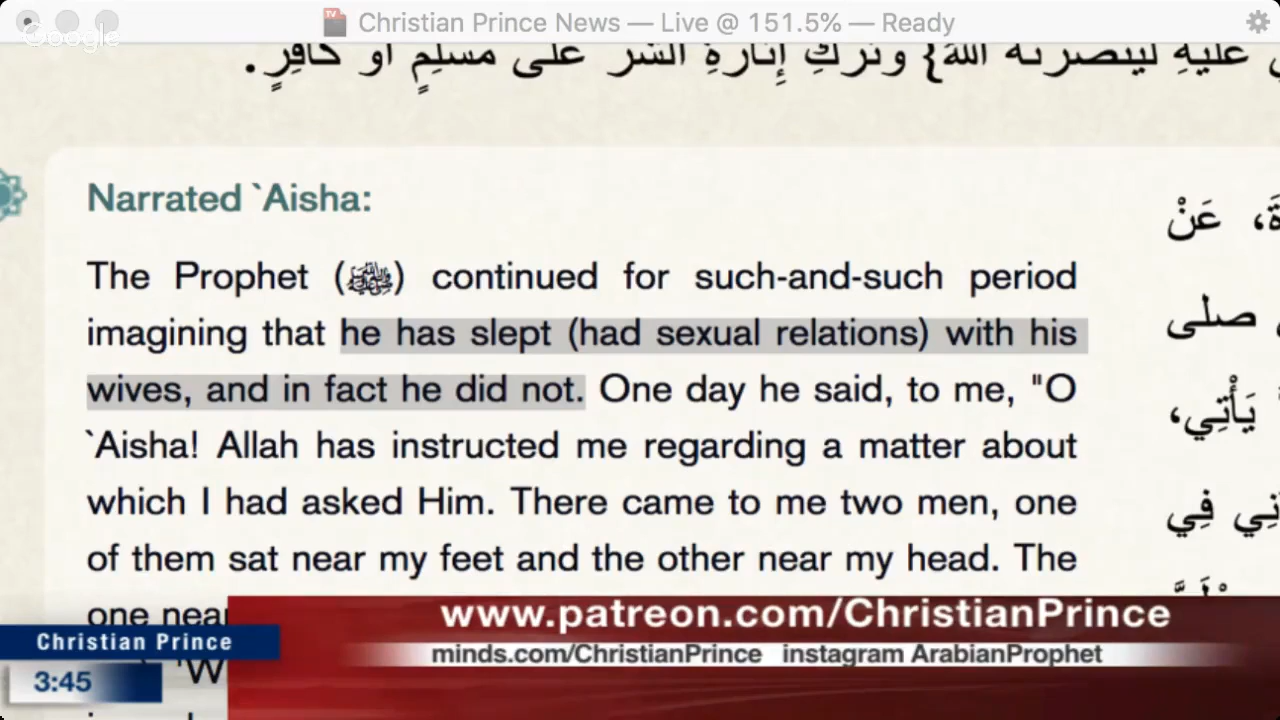 Christian Prince News — Live @ 151.5% — Ready
Google
عليهِ لينصرنه الله} وتركِ إثارةِ الشر على مسلمٍ أو كافرٍ.
Narrated `Aisha:
The Prophet (ﷺ) continued for such-and-such period
imagining that he has slept (had sexual relations) with his
wives, and in fact he did not. One day he said, to me, "O
`Aisha! Allah has instructed me regarding a matter about
which I had asked Him. There came to me two men, one
of them sat near my feet and the other near my head. The
one near
عَنْ
صلى
يَأْتِي،
فِي
www.patreon.com/ChristianPrince
Christian Prince
minds.com/ChristianPrince instagram ArabianProphet
3:45